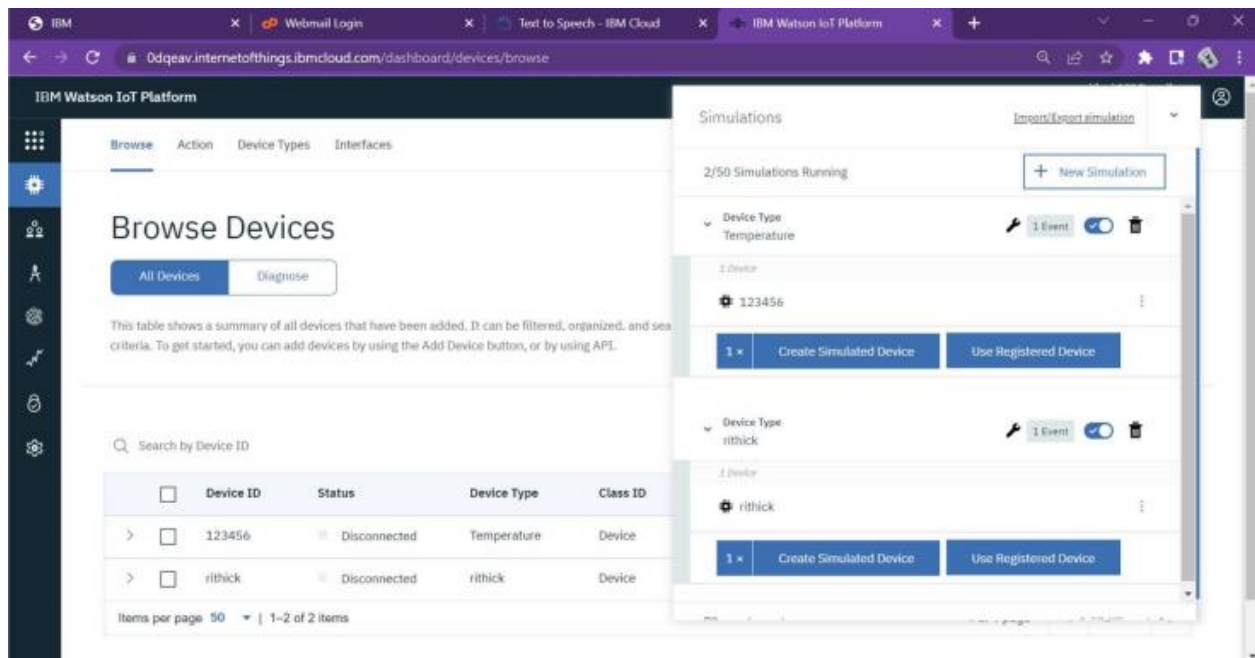 IBM
Webmail Login
Text to Speech - IBM Cloud
IBM Watson IoT Platform
0dqeav.internetofthings.ibmcloud.com/dashboard/devices/browse
IBM Watson IoT Platform
Browse Action Device Types Interfaces
Browse Devices
All Devices Diagnose
This table shows a summary of all devices that have been added. It can be filtered, organized, and sea
criteria. To get started, you can add devices by using the Add Device button, or by using API.
Search by Device ID
Device ID Status Device Type Class ID
123456 Disconnected Temperature Device
rithick Disconnected rithick Device
Items per page 50 | 1–2 of 2 items
Simulations Import/Export simulation
2/50 Simulations Running + New Simulation
Device Type
Temperature
1 Event
1 Device
123456
1 × Create Simulated Device Use Registered Device
Device Type
rithick
1 Event
1 Device
rithick
1 × Create Simulated Device Use Registered Device